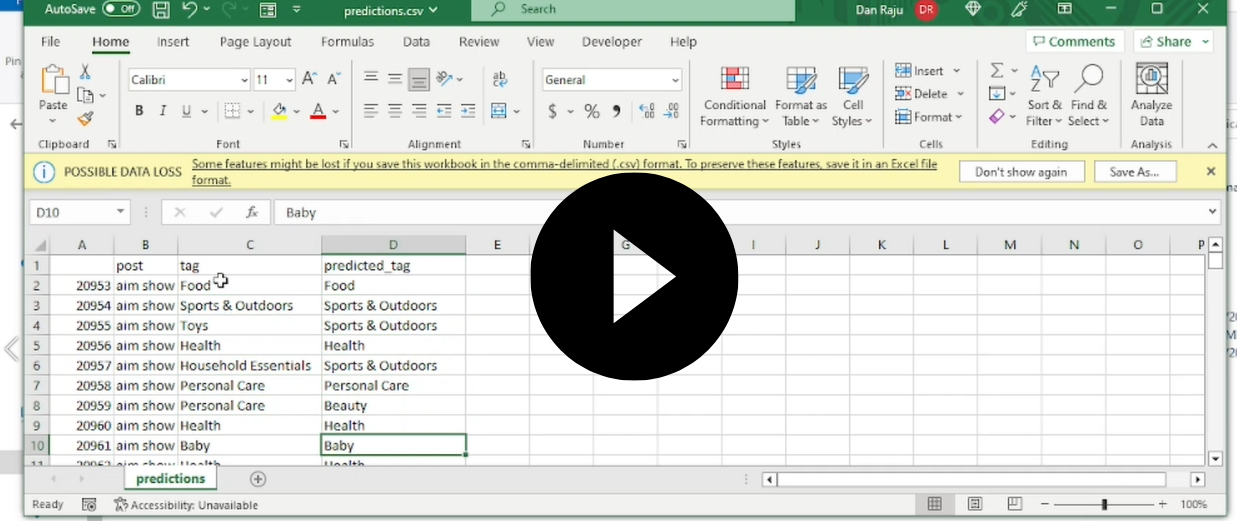 AutoSave Off predictions.csv Search Dan Raju DR
File Home Insert Page Layout Formulas Data Review View Developer Help Comments Share
Calibri 11 A^ A General Insert
Paste B I U A $ % Conditional Formatting Format as Table Cell Styles Delete Format Sort & Filter Find & Select Analyze Data
Clipboard Font Alignment Number Styles Cells Editing Analysis
POSSIBLE DATA LOSS Some features might be lost if you save this workbook in the comma-delimited (.csv) format. To preserve these features, save it in an Excel file Don't show again Save As...
format.
D10 fx Baby
A B C D E G I J K L M N O P
1 post tag predicted_tag
2 20953 aim show Food Food
3 20954 aim show Sports & Outdoors Sports & Outdoors
4 20955 aim show Toys Sports & Outdoors
5 20956 aim show Health Health
6 20957 aim show Household Essentials Sports & Outdoors
7 20958 aim show Personal Care Personal Care
8 20959 aim show Personal Care Beauty
9 20960 aim show Health Health
10 20961 aim show Baby Baby
11 20962 aim show Health Health
predictions
Ready Accessibility: Unavailable 100%